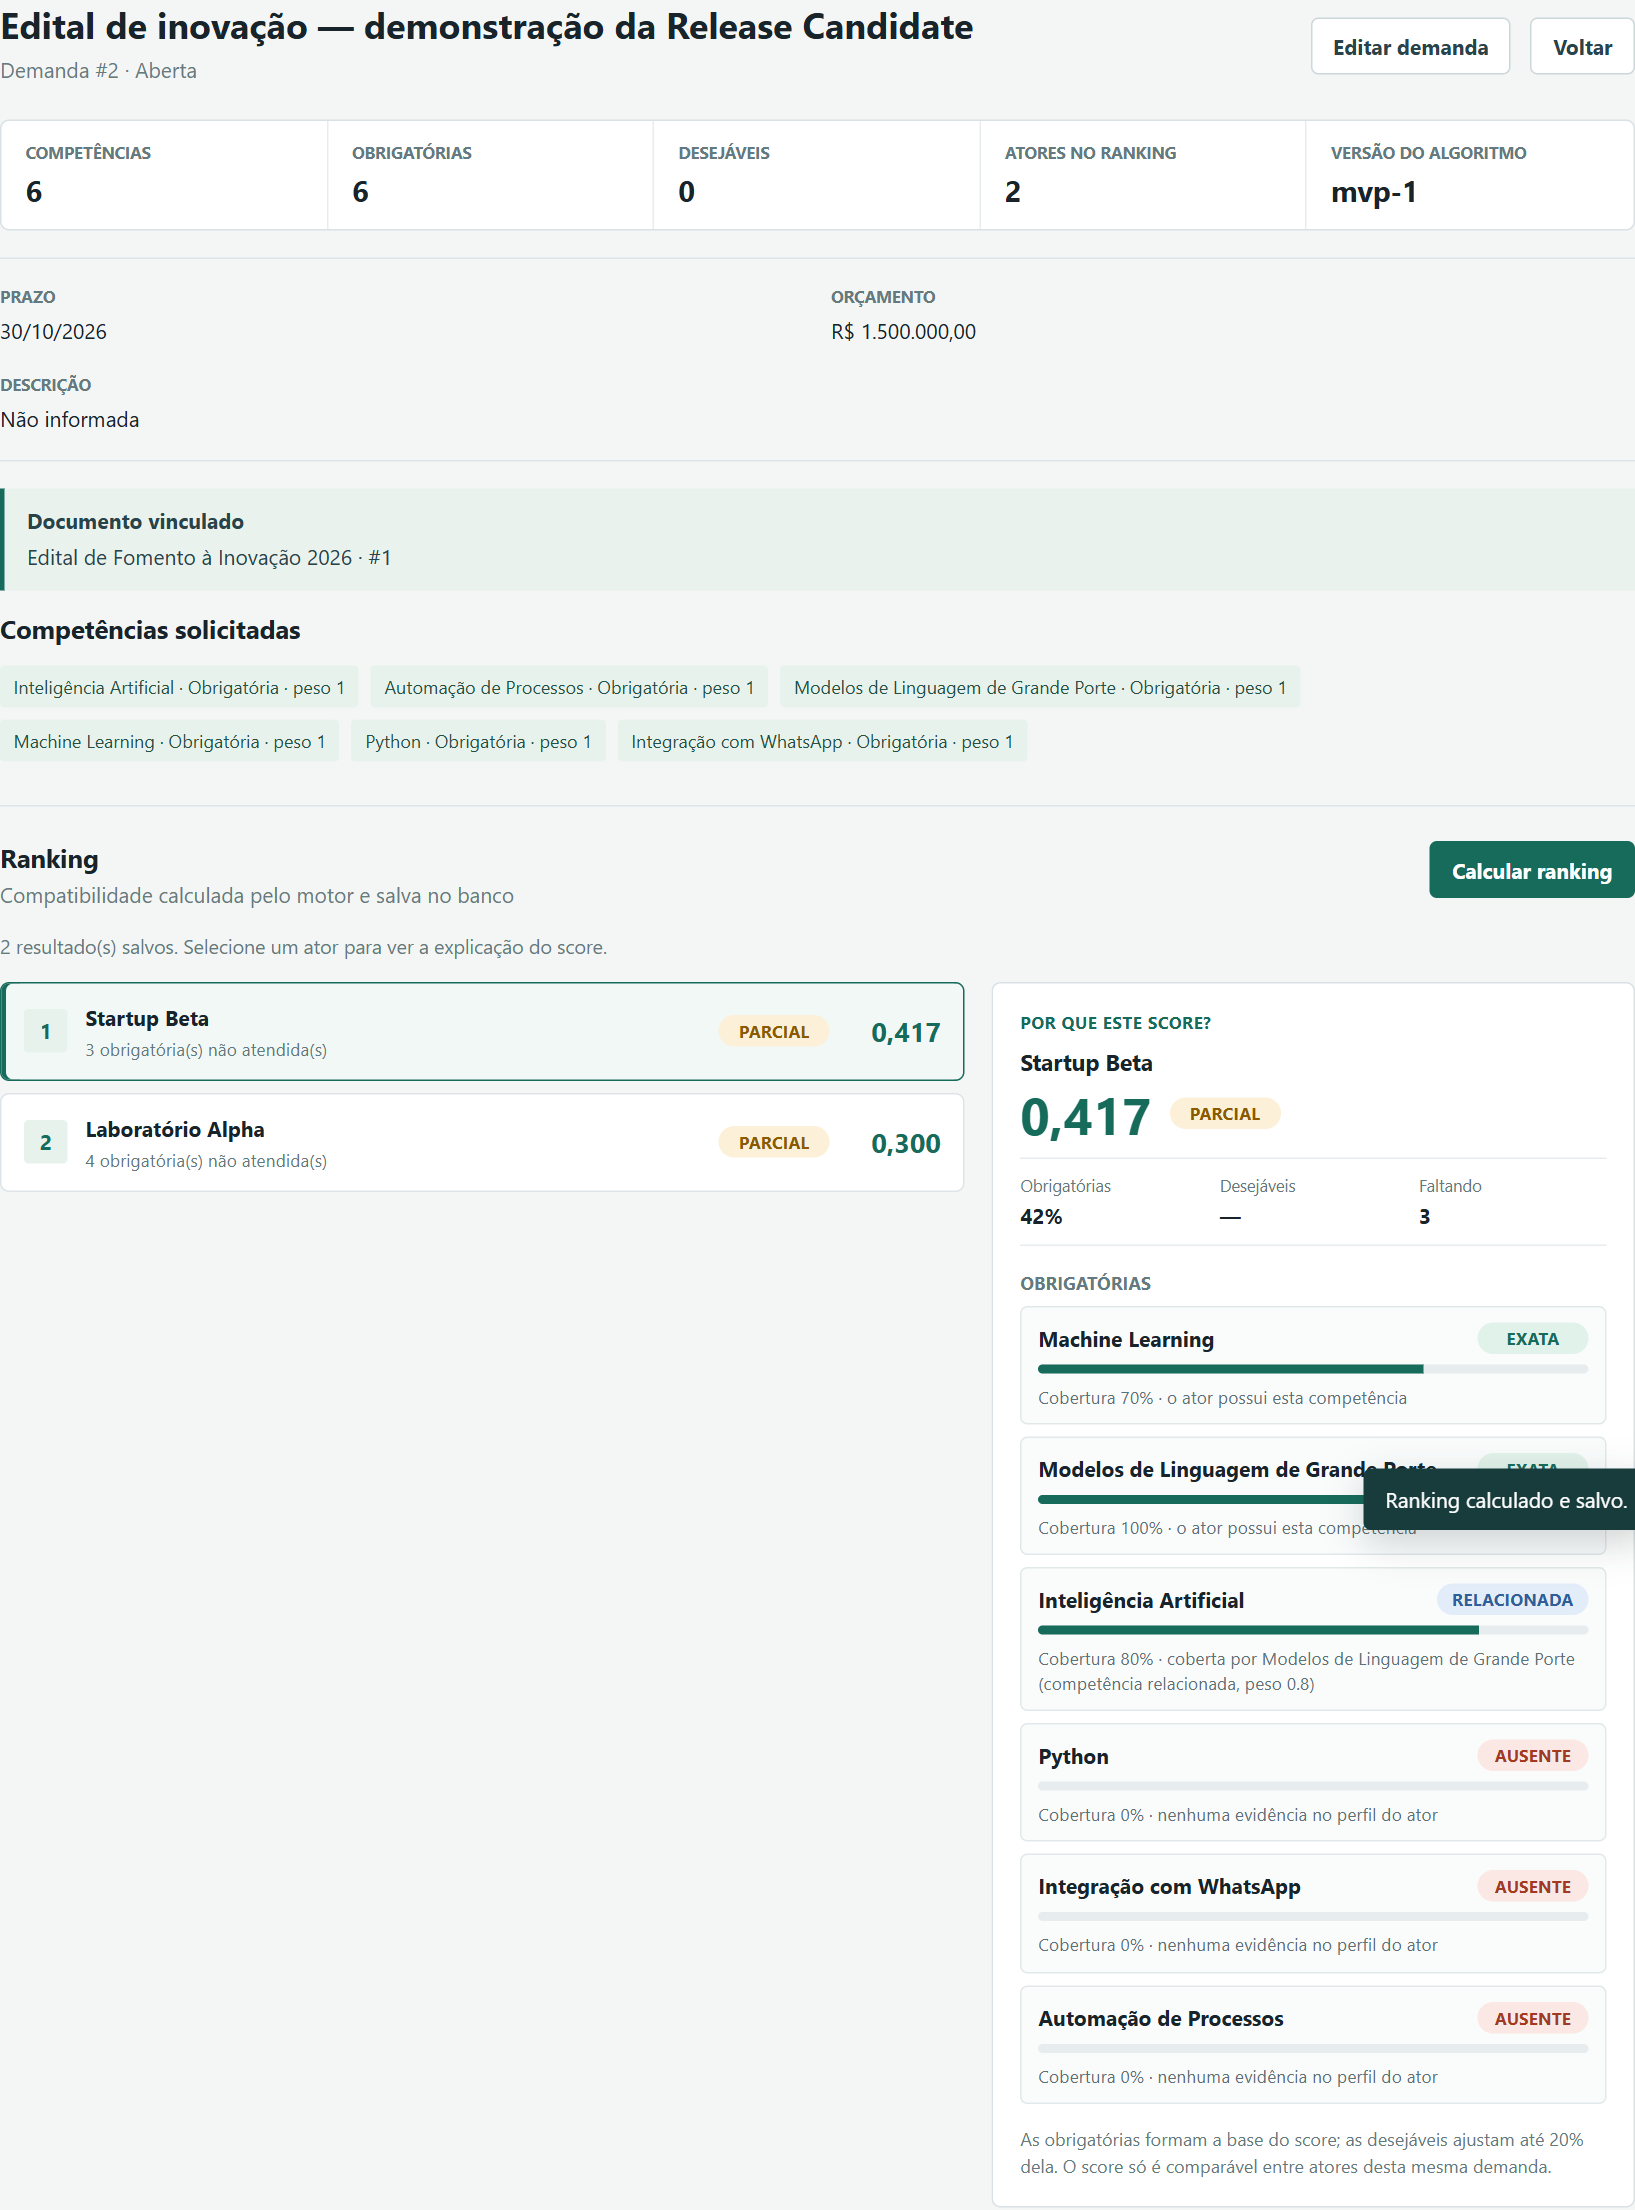 Edital de inovação — demonstração da Release Candidate
Demanda #2 · Aberta
Editar demanda
Voltar
COMPETÊNCIAS
6
OBRIGATÓRIAS
6
DESEJÁVEIS
0
ATORES NO RANKING
2
VERSÃO DO ALGORITMO
mvp-1
PRAZO
30/10/2026
ORÇAMENTO
R$ 1.500.000,00
DESCRIÇÃO
Não informada
Documento vinculado
Edital de Fomento à Inovação 2026 · #1
Competências solicitadas
Inteligência Artificial · Obrigatória · peso 1
Automação de Processos · Obrigatória · peso 1
Modelos de Linguagem de Grande Porte · Obrigatória · peso 1
Machine Learning · Obrigatória · peso 1
Python · Obrigatória · peso 1
Integração com WhatsApp · Obrigatória · peso 1
Ranking
Compatibilidade calculada pelo motor e salva no banco
Calcular ranking
2 resultado(s) salvos. Selecione um ator para ver a explicação do score.
1
Startup Beta
3 obrigatória(s) não atendida(s)
PARCIAL
0,417
2
Laboratório Alpha
4 obrigatória(s) não atendida(s)
PARCIAL
0,300
POR QUE ESTE SCORE?
Startup Beta
0,417
PARCIAL
Obrigatórias
42%
Desejáveis
—
Faltando
3
OBRIGATÓRIAS
Machine Learning
EXATA
Cobertura 70% · o ator possui esta competência
Modelos de Linguagem de Grande Porte
EXATA
Ranking calculado e salvo.
Cobertura 100% · o ator possui esta competência
Inteligência Artificial
RELACIONADA
Cobertura 80% · coberta por Modelos de Linguagem de Grande Porte
(competência relacionada, peso 0.8)
Python
AUSENTE
Cobertura 0% · nenhuma evidência no perfil do ator
Integração com WhatsApp
AUSENTE
Cobertura 0% · nenhuma evidência no perfil do ator
Automação de Processos
AUSENTE
Cobertura 0% · nenhuma evidência no perfil do ator
As obrigatórias formam a base do score; as desejáveis ajustam até 20%
dela. O score só é comparável entre atores desta mesma demanda.